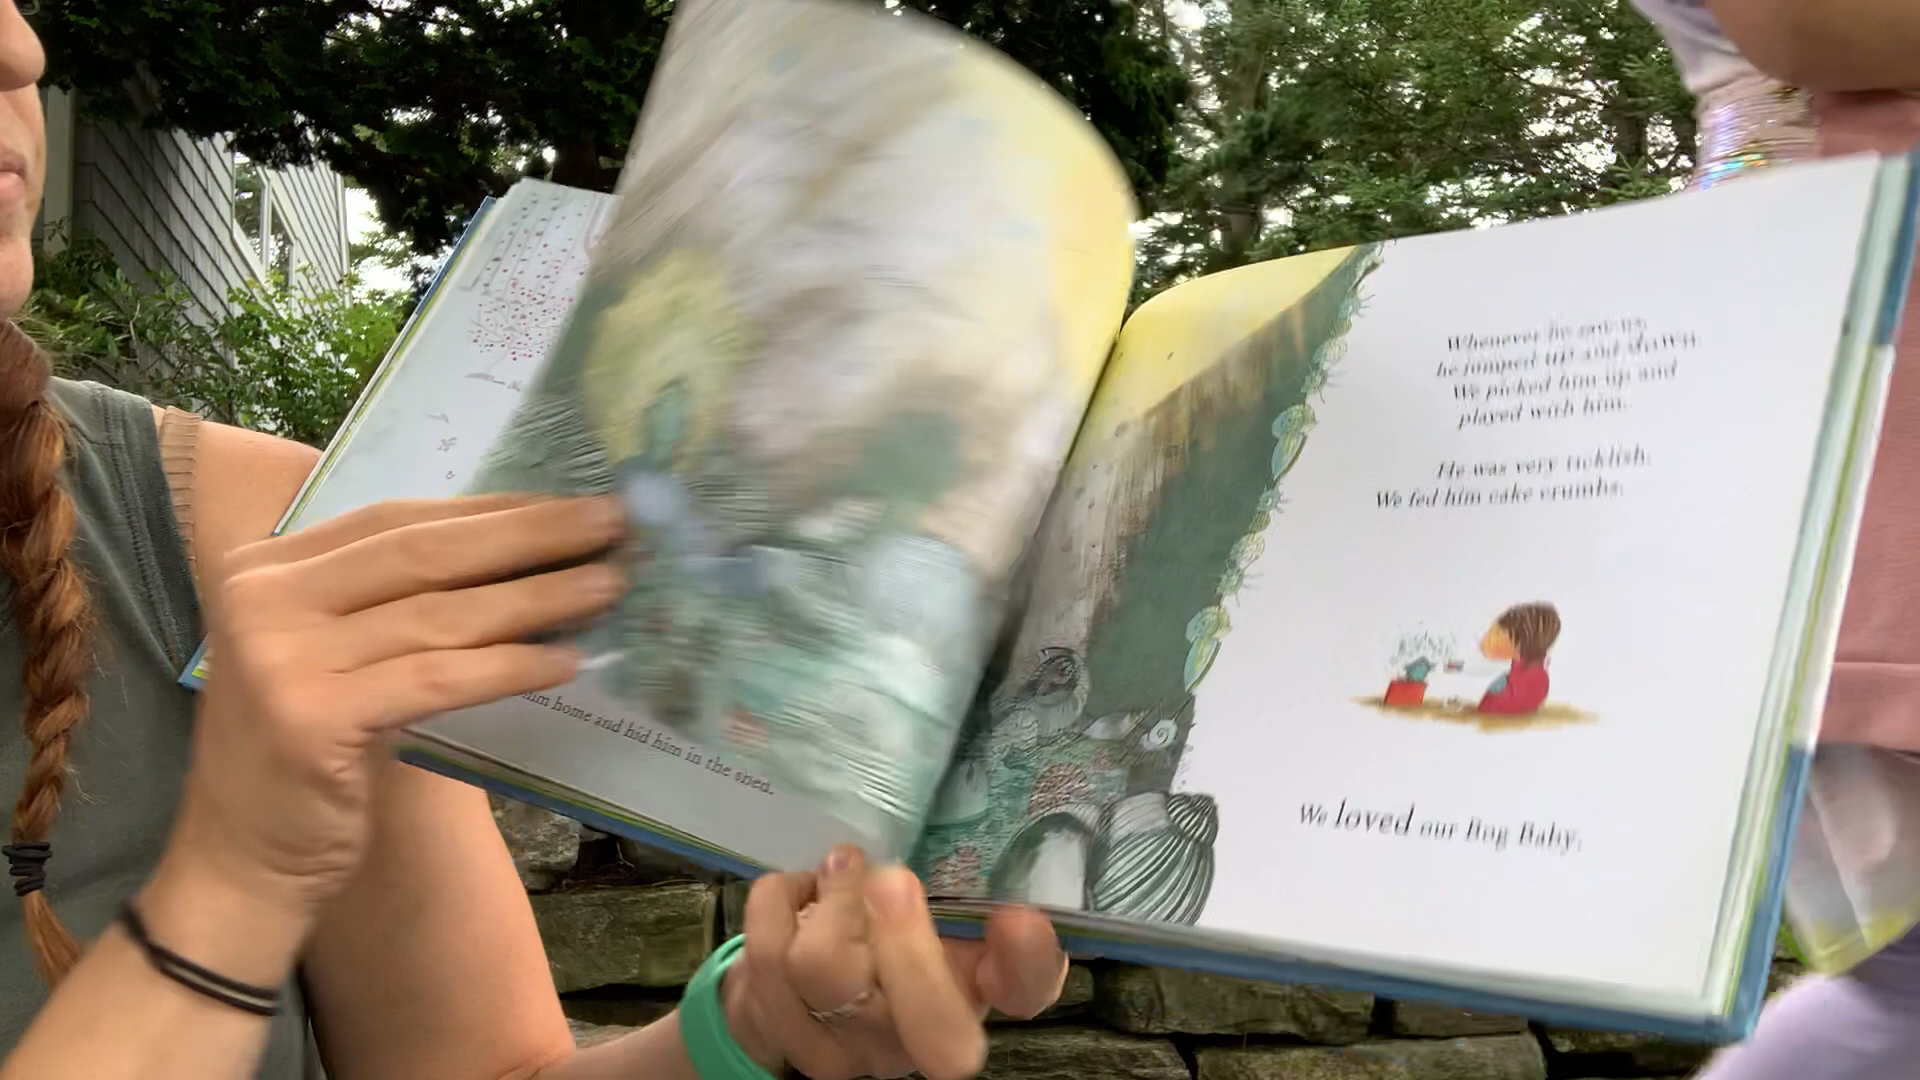 him home and hid him in the shed.
Whenever he saw us,
he jumped up and down.
We picked him up and
played with him.
He was very ticklish.
We fed him cake crumbs.
We loved our Bog Baby.